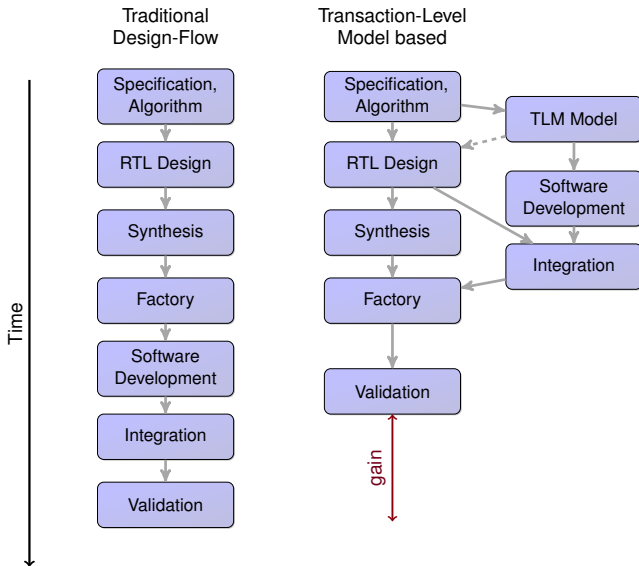 Traditional
Design-Flow
Transaction-Level
Model based
Time
Specification,
Algorithm
RTL Design
Synthesis
Factory
Software
Development
Integration
Validation
Specification,
Algorithm
RTL Design
Synthesis
Factory
Validation
gain
TLM Model
Software
Development
Integration